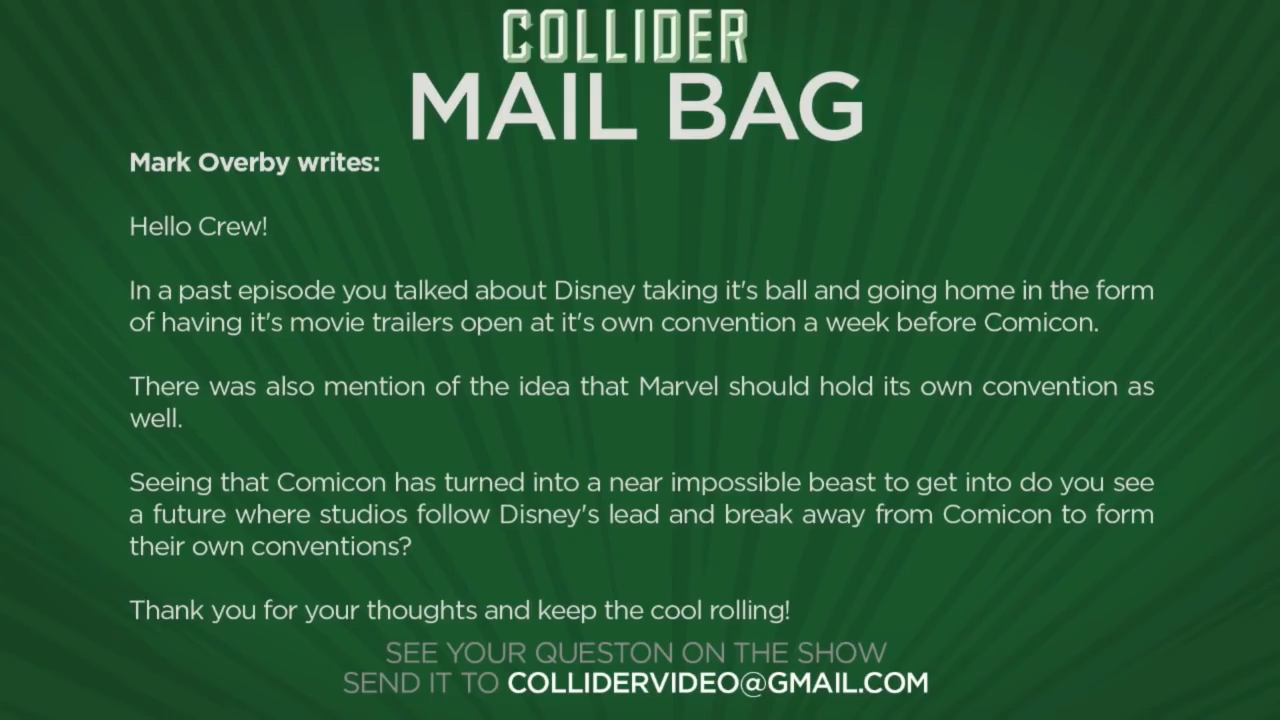 COLLIDER
MAIL BAG
Mark Overby writes:
Hello Crew!
In a past episode you talked about Disney taking it's ball and going home in the form
of having it's movie trailers open at it's own convention a week before Comicon.
There was also mention of the idea that Marvel should hold its own convention as
well.
Seeing that Comicon has turned into a near impossible beast to get into do you see
a future where studios follow Disney's lead and break away from Comicon to form
their own conventions?
Thank you for your thoughts and keep the cool rolling!
SEE YOUR QUESTON ON THE SHOW
SEND IT TO COLLIDERVIDEO@GMAIL.COM